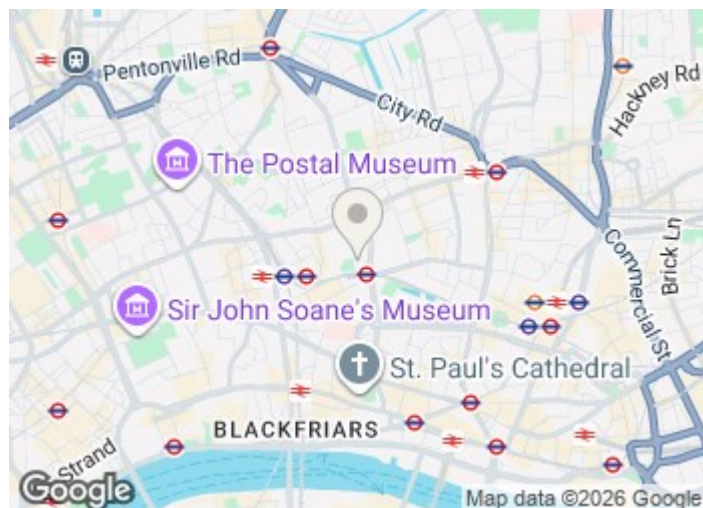 Pentonville Rd
City Rd
Hackney Rd
The Postal Museum
Commercial St
Brick Ln
Sir John Soane's Museum
St. Paul's Cathedral
BLACKFRIARS
Strand
Google
Map data ©2026 Google